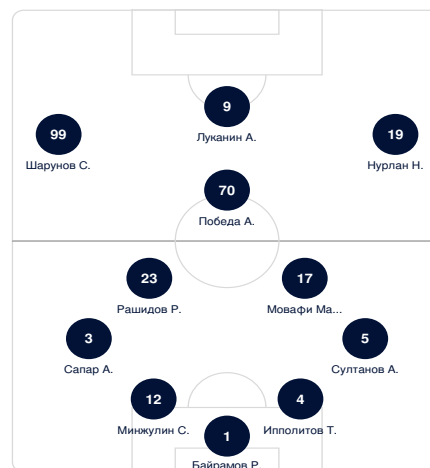 9
Луканин А.
99
Шарунов С.
19
Нурлан Н.
70
Победа А.
23
Рашидов Р.
17
Мовафи Ма...
3
Сапар А.
5
Султанов А.
12
Минжулин С.
4
Ипполитов Т.
1
Байрамов Р.